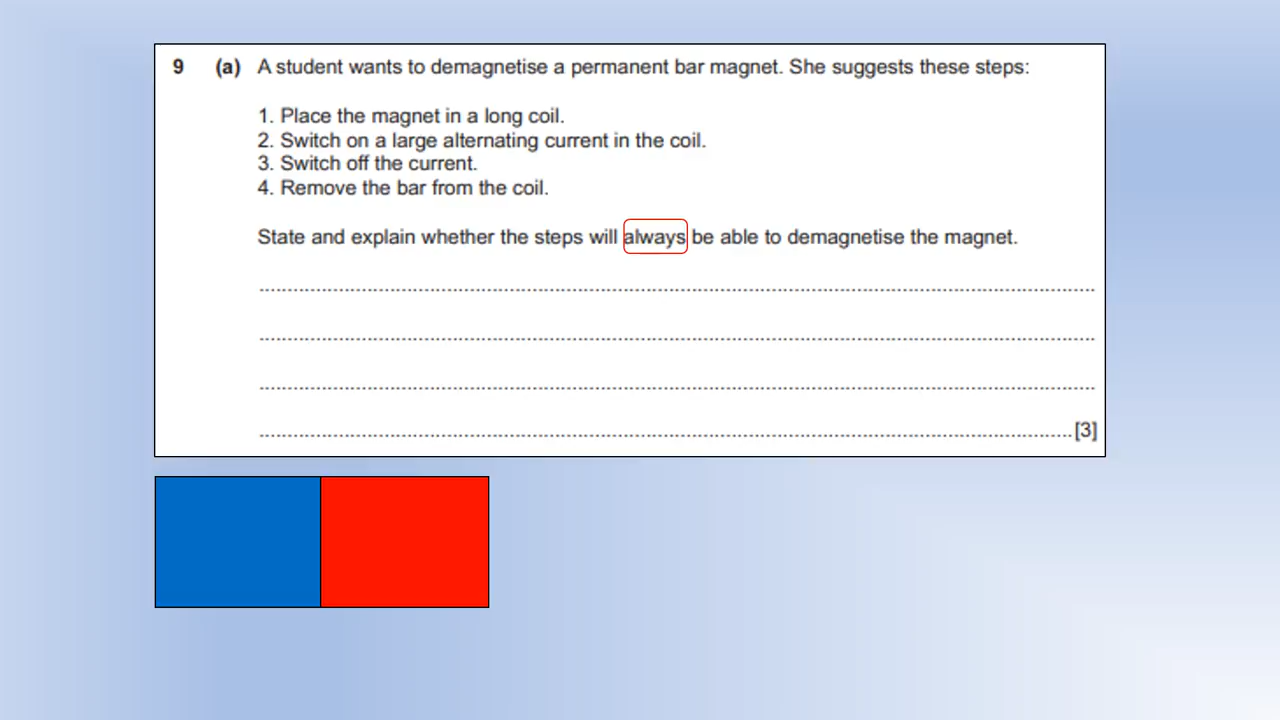 9 (a) A student wants to demagnetise a permanent bar magnet. She suggests these steps:
1. Place the magnet in a long coil.
2. Switch on a large alternating current in the coil.
3. Switch off the current.
4. Remove the bar from the coil.
State and explain whether the steps will always be able to demagnetise the magnet.
[3]